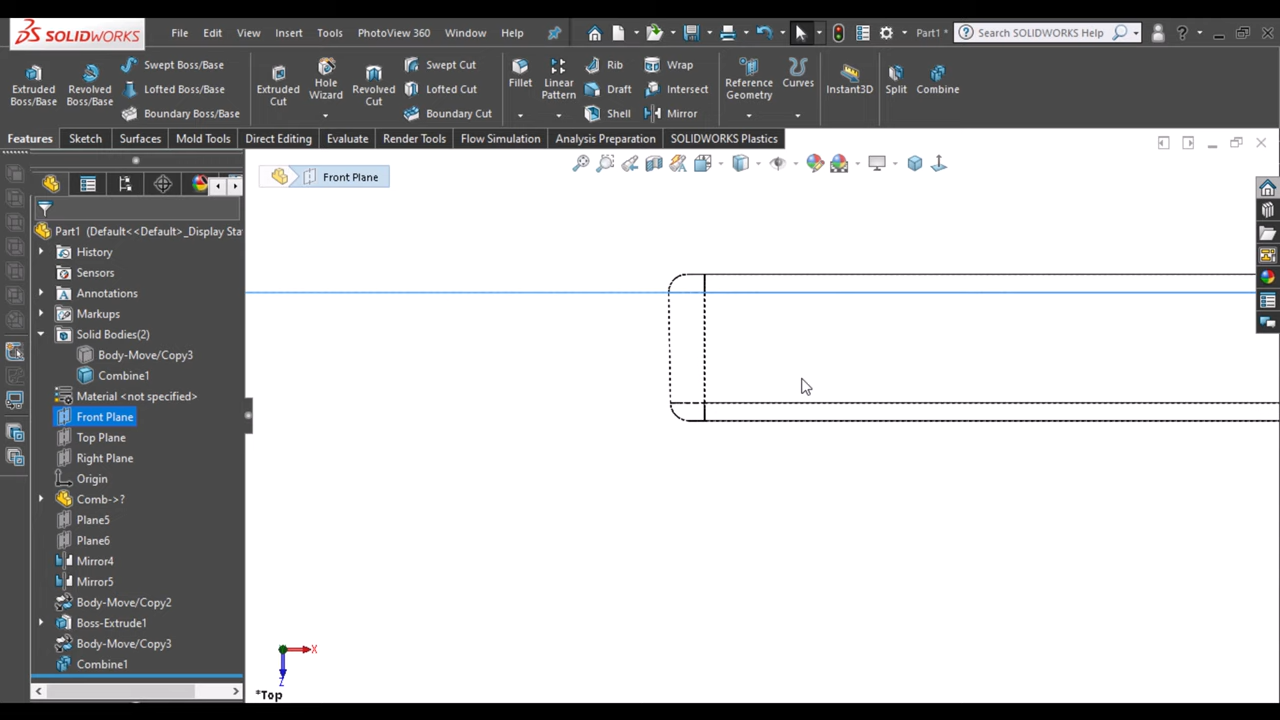 SOLIDWORKS File Edit View Insert Tools PhotoView 360 Window Help Part1 * Search SOLIDWORKS Help ?
Extruded Boss/Base
Revolved Boss/Base
Swept Boss/Base
Lofted Boss/Base
Boundary Boss/Base
Extruded Cut
Hole Wizard
Revolved Cut
Swept Cut
Lofted Cut
Boundary Cut
Fillet
Linear Pattern
Rib
Draft
Shell
Wrap
Intersect
Mirror
Reference Geometry
Curves
Instant3D
Split
Combine
Features Sketch Surfaces Mold Tools Direct Editing Evaluate Render Tools Flow Simulation Analysis Preparation SOLIDWORKS Plastics
Front Plane
Part1 (Default<<Default>_Display Sta
History
Sensors
A Annotations
Markups
Solid Bodies(2)
Body-Move/Copy3
Combine1
Material <not specified>
Front Plane
Top Plane
Right Plane
Origin
Comb->?
Plane5
Plane6
Mirror4
Mirror5
Body-Move/Copy2
Boss-Extrude1
Body-Move/Copy3
Combine1
X
Z
*Top